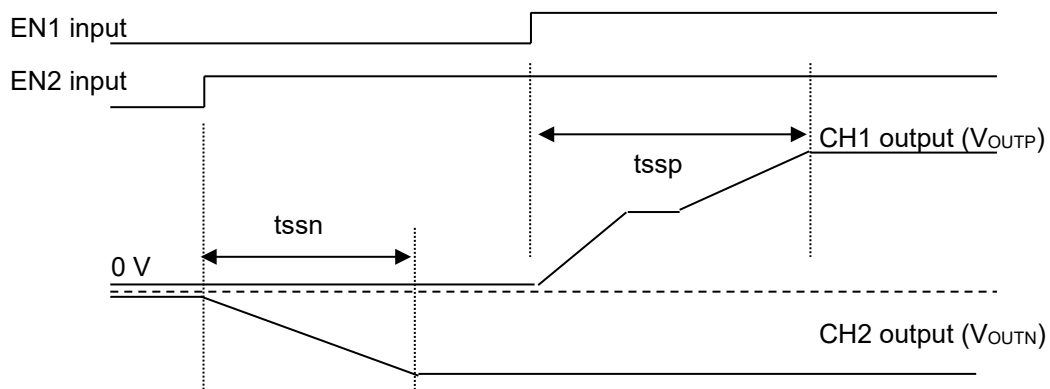 EN1 input
EN2 input
CH1 output (VOUTP)
tssp
tssn
0 V
CH2 output (VOUTN)